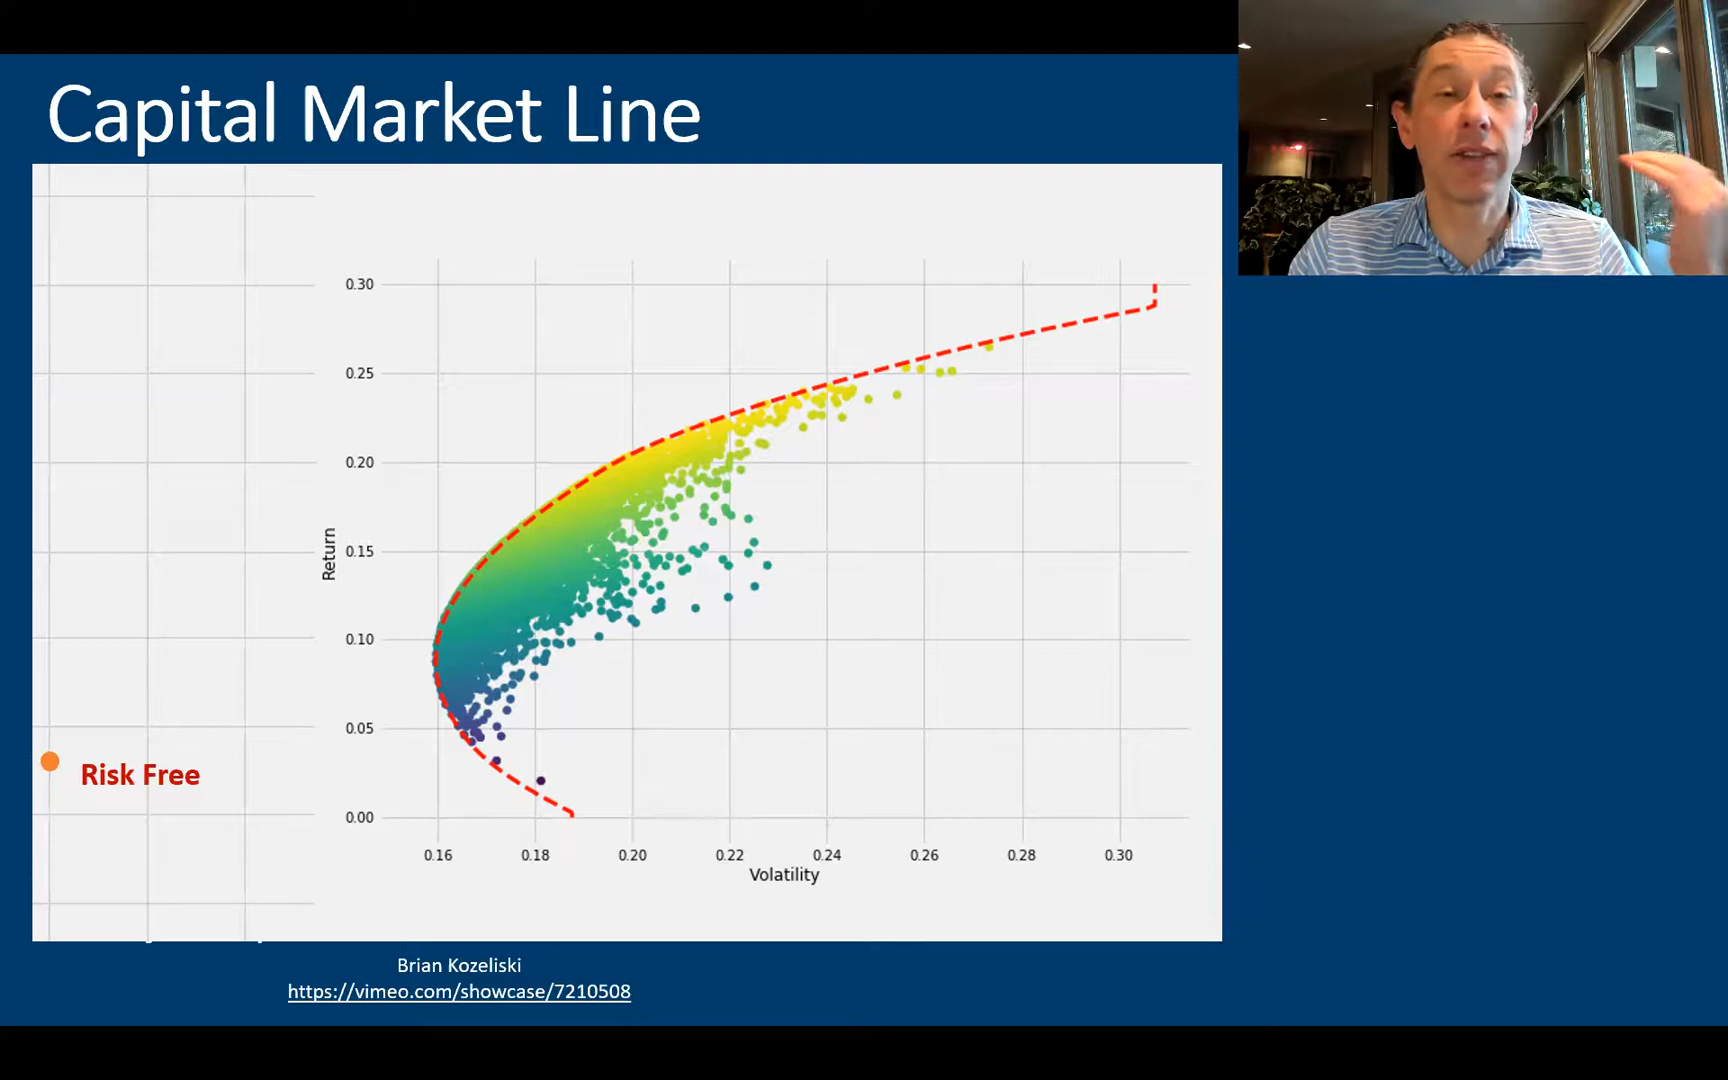 Capital Market Line
0.30
0.25
0.20
0.15
0.10
0.05
0.00
Return
Risk Free
0.16 0.18 0.20 0.22 0.24 0.26 0.28 0.30
Volatility
Brian Kozeliski
https://vimeo.com/showcase/7210508